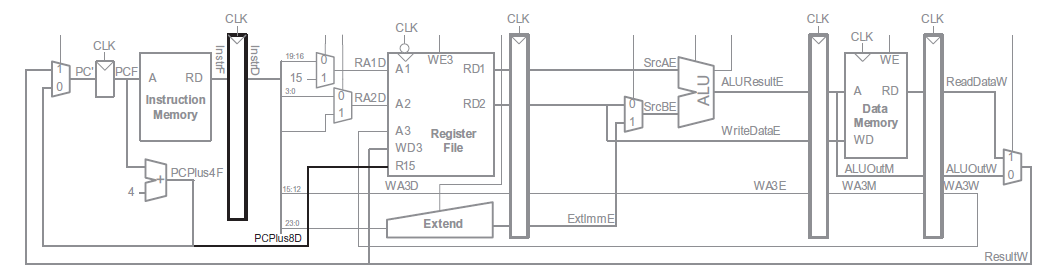 CLK
CLK
CLK
CLK
CLK
CLK
CLK
1
0
PC'
PCF
A
RD
Instruction
Memory
InstrF
InstrD
19:16
15
0
1
RA1D
3:0
0
1
RA2D
WE3
A1
RD1
A2
RD2
A3
WD3
R15
Register
File
SrcAE
0
1
SrcBE
ALU
ALUResultE
WriteDataE
WE
A
RD
Data
Memory
WD
ReadDataW
ALUOutM
ALUOutW
1
0
4
+
PCPlus4F
15:12
WA3D
WA3E
WA3M
WA3W
23:0
Extend
ExtImmE
PCPlus8D
ResultW